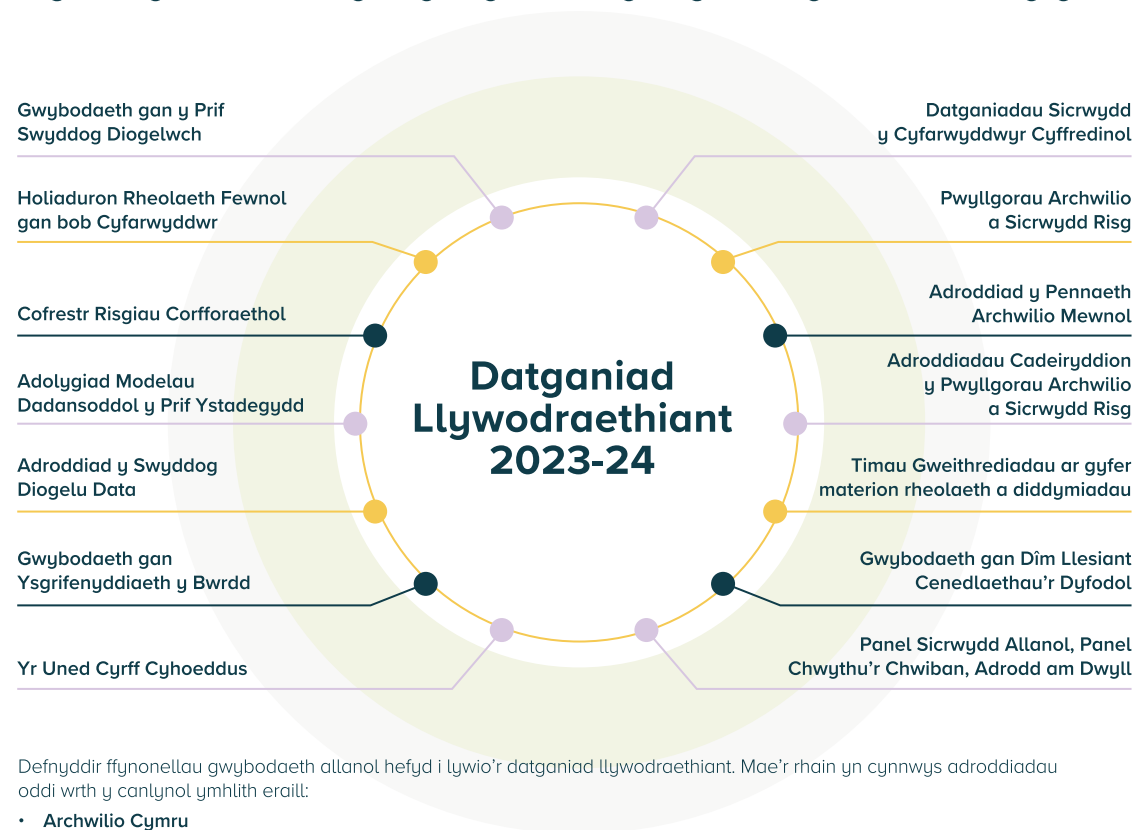 Gwybodaeth gan y Prif
Swyddog Diogelwch
Holiaduron Rheolaeth Fewnol
gan bob Cyfarwyddwr
Cofrestr Risgiau Corfforaethol
Adolygiad Modelau
Dadansoddol y Prif Ystadegydd
Adroddiad y Swyddog
Diogelu Data
Gwybodaeth gan
Ysgrifenyddiaeth y Bwrdd
Yr Uned Cyrff Cyhoeddus
Datganiad
Llywodraethiant
2023-24
Datganiadau Sicrwydd
y Cyfarwyddwyr Cyffredinol
Pwyllgorau Archwilio
a Sicrwydd Risg
Adroddiad y Pennaeth
Archwilio Mewnol
Adroddiadau Cadeiryddion
y Pwyllgorau Archwilio
a Sicrwydd Risg
Timau Gweithrediadau ar gyfer
materion rheolaeth a diddymiadau
Gwybodaeth gan Dîm Llesiant
Cenedlaethau’r Dyfodol
Panel Sicrwydd Allanol, Panel
Chwythu’r Chwiban, Adrodd am Dwyll
Defnyddir ffynonellau gwybodaeth allanol hefyd i lywio’r datganiad llywodraethiant. Mae’r rhain yn cynnwys adroddiadau
oddi wrth y canlynol ymhlith eraill:
• Archwilio Cymru